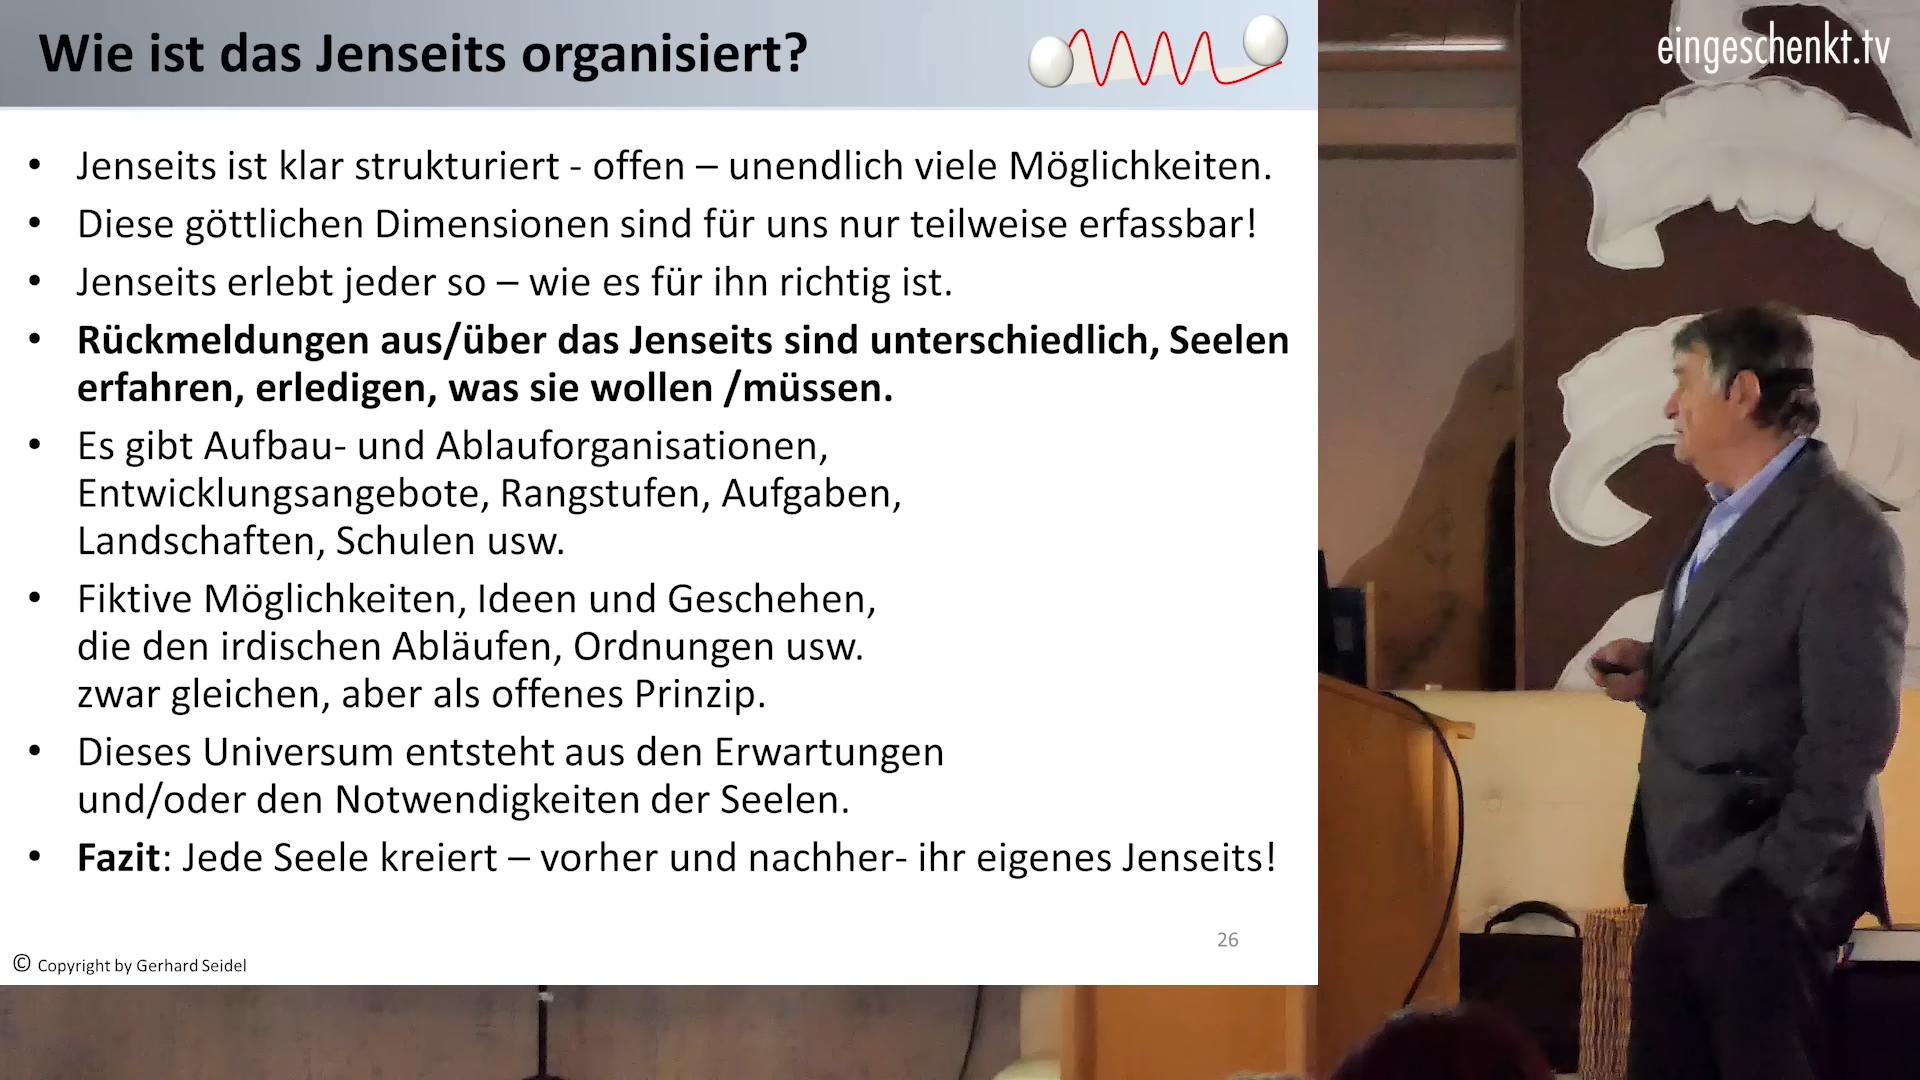 Wie ist das Jenseits organisiert?
eingeschenkt.tv
• Jenseits ist klar strukturiert - offen – unendlich viele Möglichkeiten.
• Diese göttlichen Dimensionen sind für uns nur teilweise erfassbar!
• Jenseits erlebt jeder so – wie es für ihn richtig ist.
• Rückmeldungen aus/über das Jenseits sind unterschiedlich, Seelen
erfahren, erledigen, was sie wollen /müssen.
• Es gibt Aufbau- und Ablauforganisationen,
Entwicklungsangebote, Rangstufen, Aufgaben,
Landschaften, Schulen usw.
• Fiktive Möglichkeiten, Ideen und Geschehen,
die den irdischen Abläufen, Ordnungen usw.
zwar gleichen, aber als offenes Prinzip.
• Dieses Universum entsteht aus den Erwartungen
und/oder den Notwendigkeiten der Seelen.
• Fazit: Jede Seele kreiert – vorher und nachher- ihr eigenes Jenseits!
26
© Copyright by Gerhard Seidel